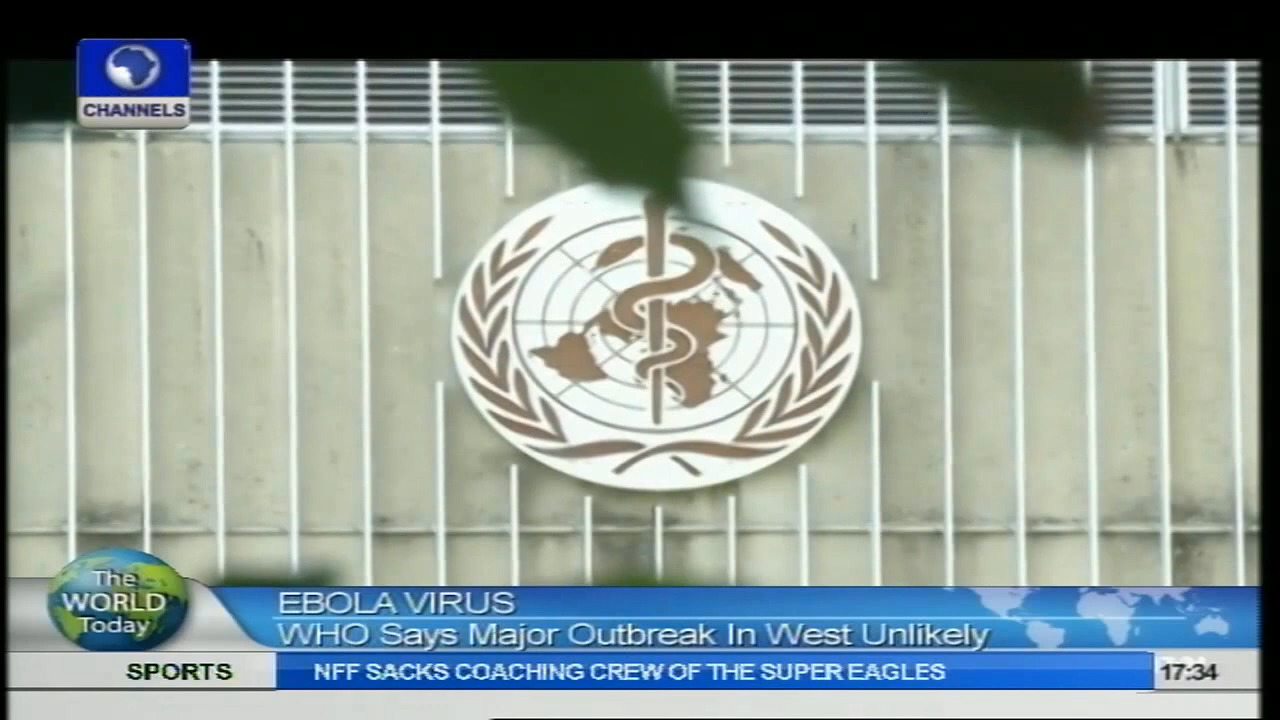 CHANNELS
The
WORLD
Today
EBOLA VIRUS
WHO Says Major Outbreak In West Unlikely
SPORTS
NFF SACKS COACHING CREW OF THE SUPER EAGLES
17:34